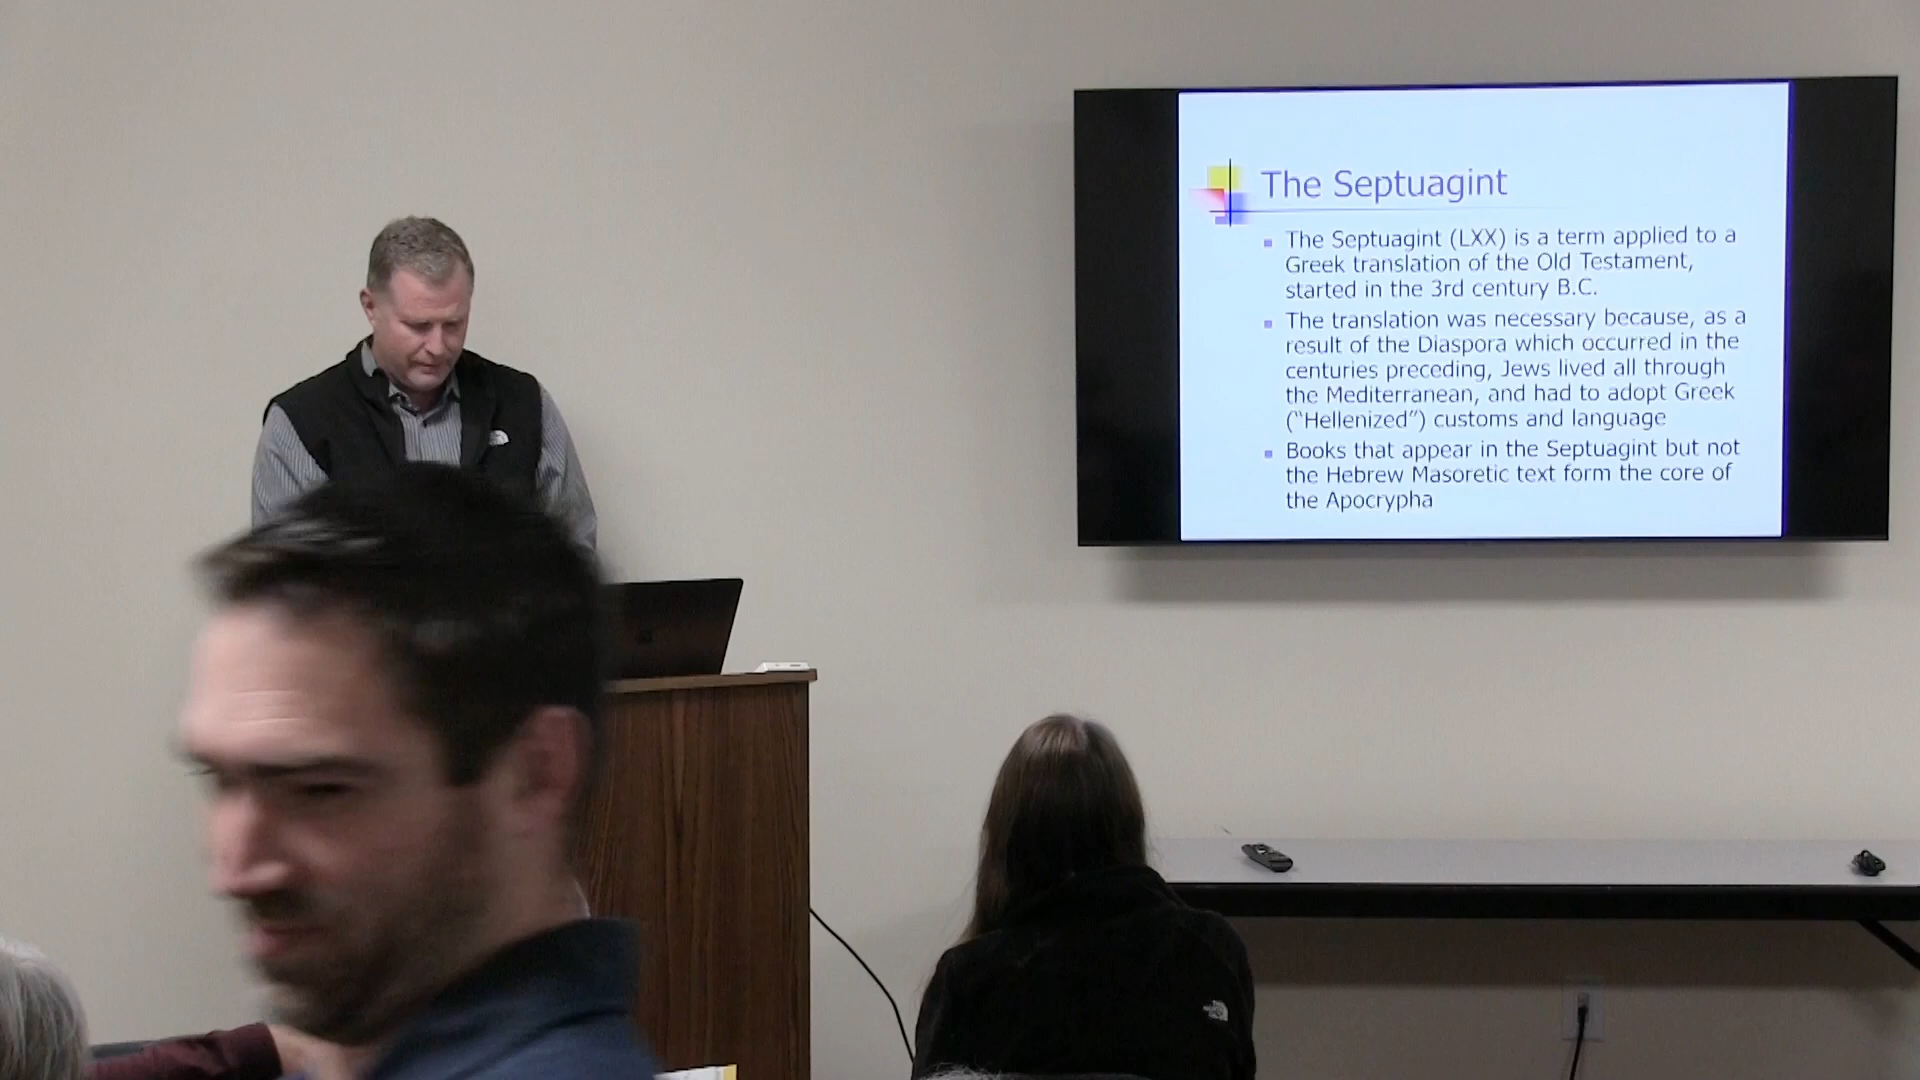 The Septuagint
The Septuagint (LXX) is a term applied to a
Greek translation of the Old Testament,
started in the 3rd century B.C.
The translation was necessary because, as a
result of the Diaspora which occurred in the
centuries preceding, Jews lived all through
the Mediterranean, and had to adopt Greek
(“Hellenized”) customs and language
Books that appear in the Septuagint but not
the Hebrew Masoretic text form the core of
the Apocrypha